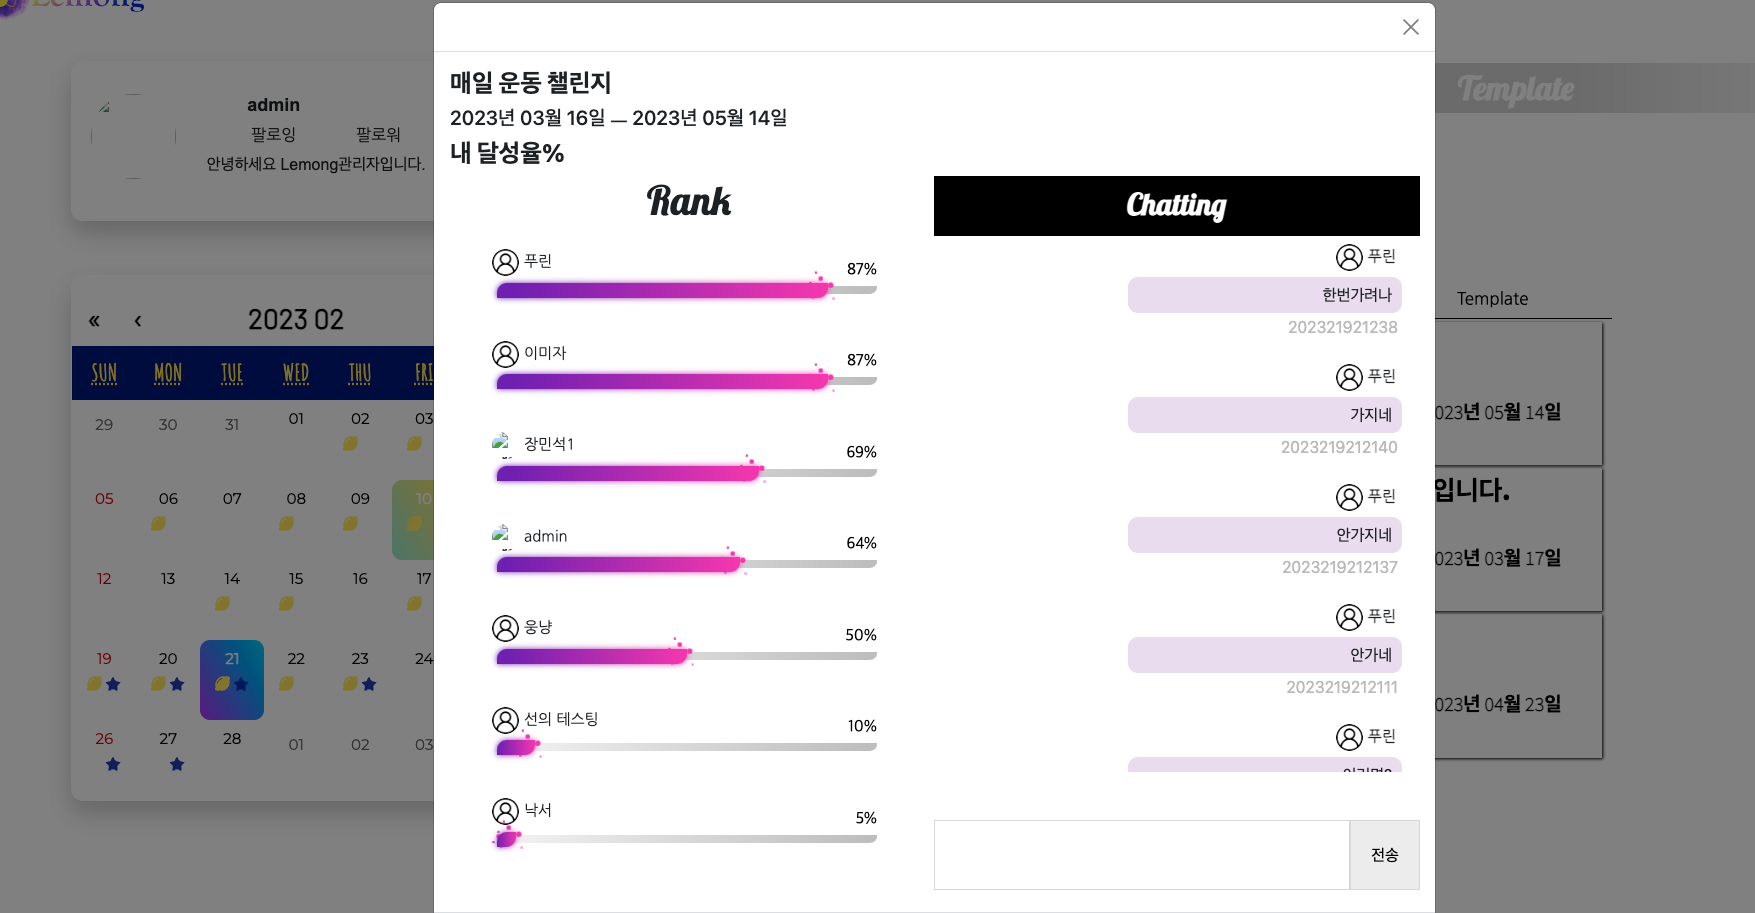 Lemong
admin
팔로잉 팔로워
안녕하세요 Lemong관리자입니다.
« ‹ 2023 02
SUN MON TUE WED THU FRI
29 30 31 01 02 03
05 06 07 08 09 10
12 13 14 15 16 17
19 20 21 22 23 24
26 27 28 01 02 03
매일 운동 챌린지
2023년 03월 16일 — 2023년 05월 14일
내 달성율%
Rank
푸린
87%
이미자
87%
장민석1
69%
admin
64%
웅냥
50%
선의 테스팅
10%
낙서
5%
Chatting
푸린
한번가려나
202321921238
푸린
가지네
2023219212140
푸린
안가지네
2023219212137
푸린
안가네
2023219212111
푸린
전송
Template
Template
023년 05월 14일
입니다.
023년 03월 17일
023년 04월 23일